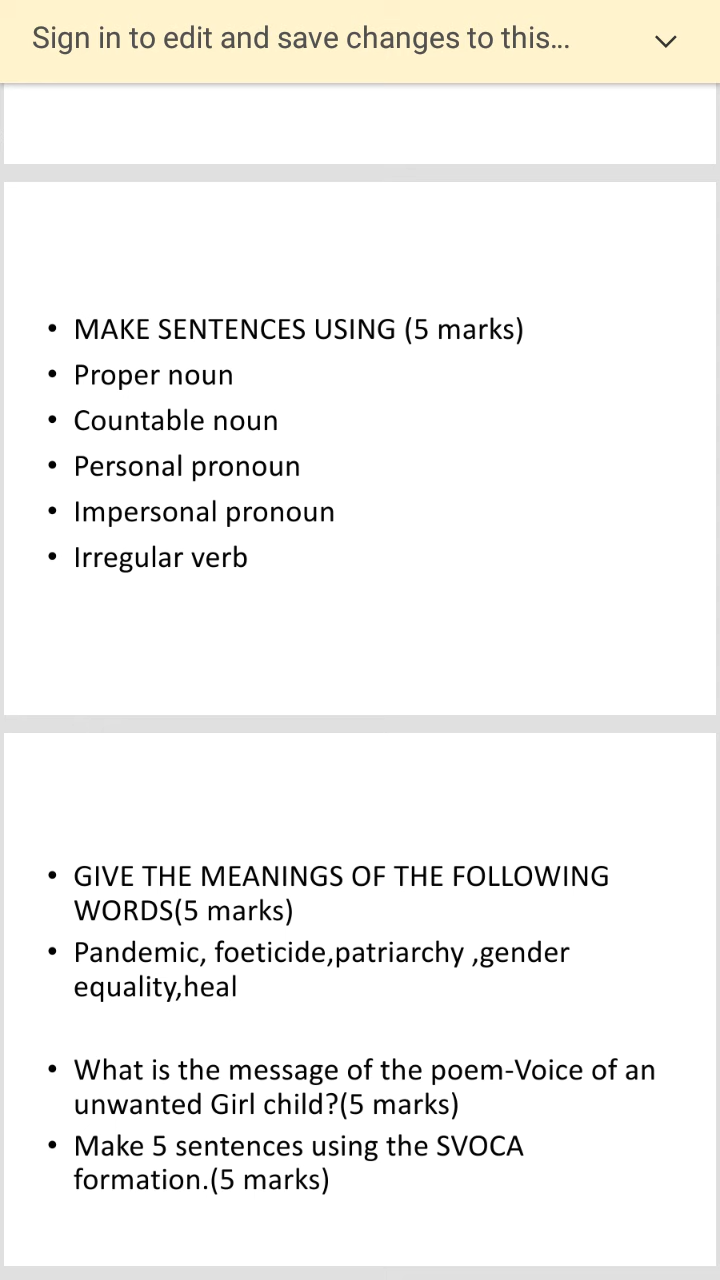 Sign in to edit and save changes to this...
• MAKE SENTENCES USING (5 marks)
• Proper noun
• Countable noun
• Personal pronoun
• Impersonal pronoun
• Irregular verb
• GIVE THE MEANINGS OF THE FOLLOWING
WORDS(5 marks)
• Pandemic, foeticide,patriarchy ,gender
equality,heal
• What is the message of the poem-Voice of an
unwanted Girl child?(5 marks)
• Make 5 sentences using the SVOCA
formation.(5 marks)